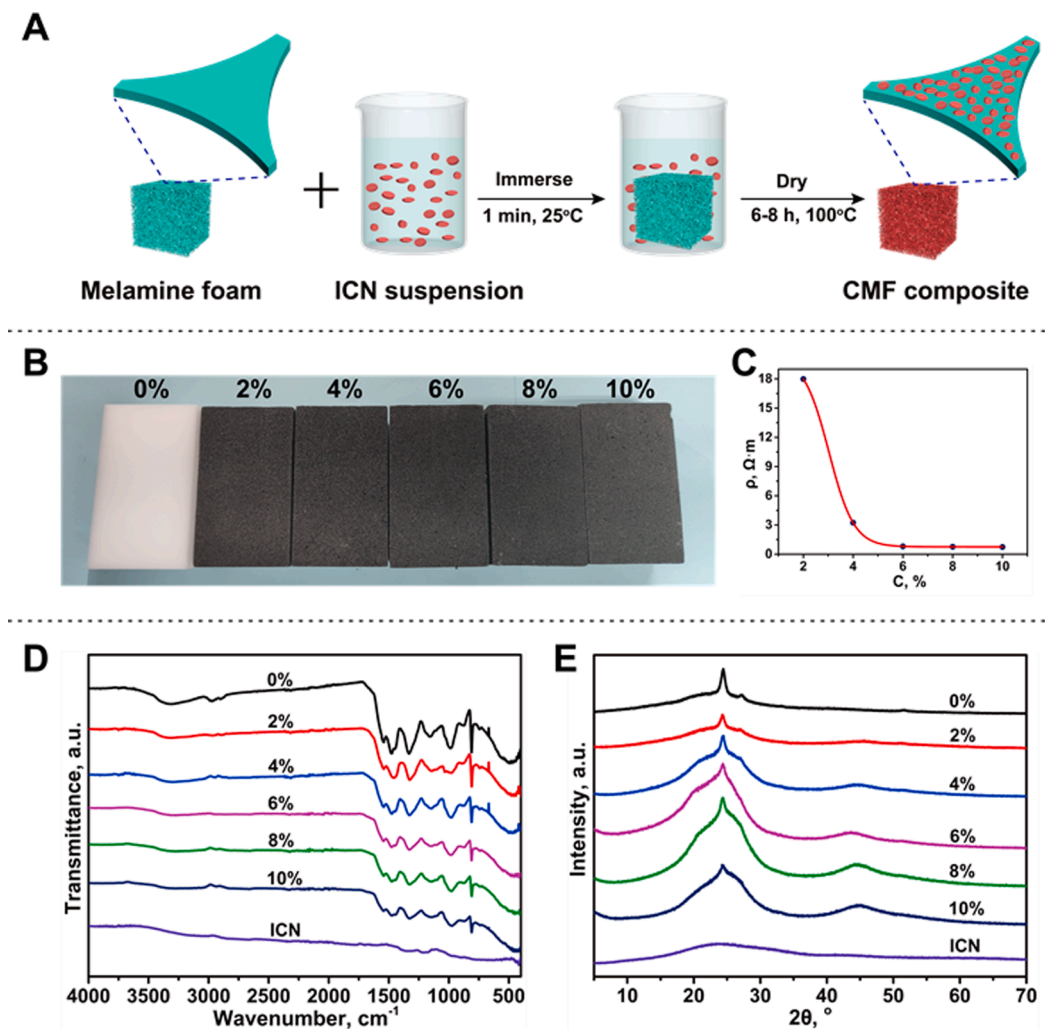 A
Immerse
1 min, 25°C
Dry
6-8 h, 100°C
Melamine foam
ICN suspension
CMF composite
B
0%
2%
4%
6%
8%
10%
C
ρ, Ω·m
18
15
12
9
6
3
0
2
4
6
8
10
C, %
D
Transmittance, a.u.
0%
2%
4%
6%
8%
10%
ICN
4000
3500
3000
2500
2000
1500
1000
500
Wavenumber, cm⁻¹
E
Intensity, a.u.
0%
2%
4%
6%
8%
10%
ICN
10
20
30
40
50
60
70
2θ, °